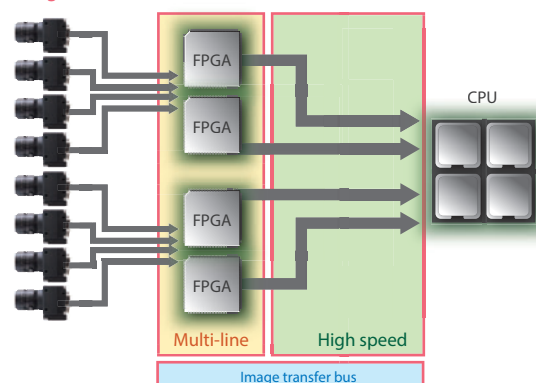 FPGA
CPU
FPGA
FPGA
FPGA
Multi-line
High speed
Image transfer bus